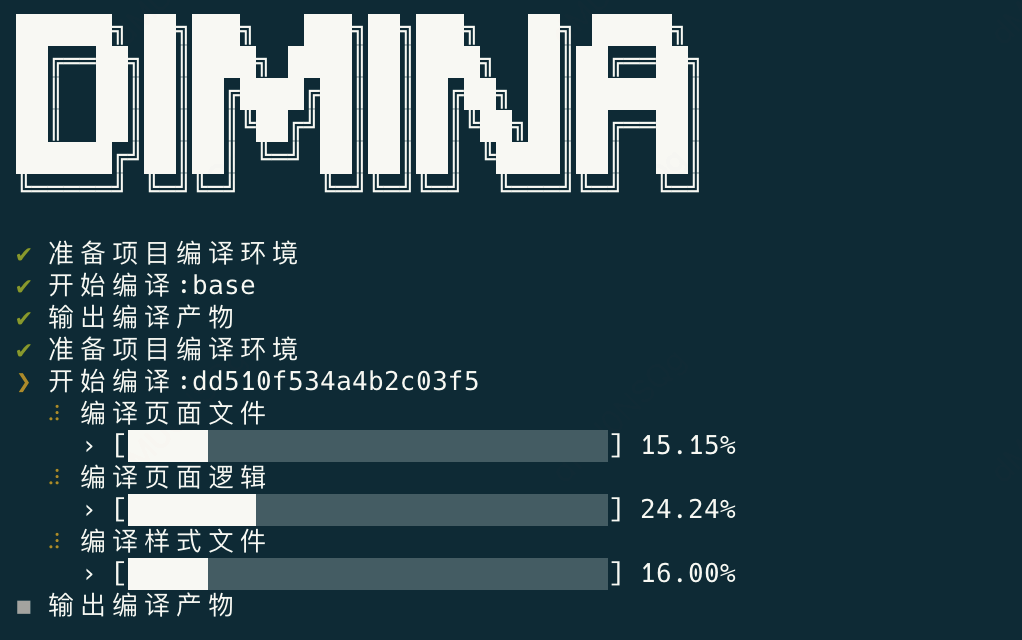 DIMINA
✔ 准备项目编译环境
✔ 开始编译:base
✔ 输出编译产物
✔ 准备项目编译环境
❯ 开始编译:dd510f534a4b2c03f5
编译页面文件
› [] 15.15%
编译页面逻辑
› [] 24.24%
编译样式文件
› [] 16.00%
■ 输出编译产物